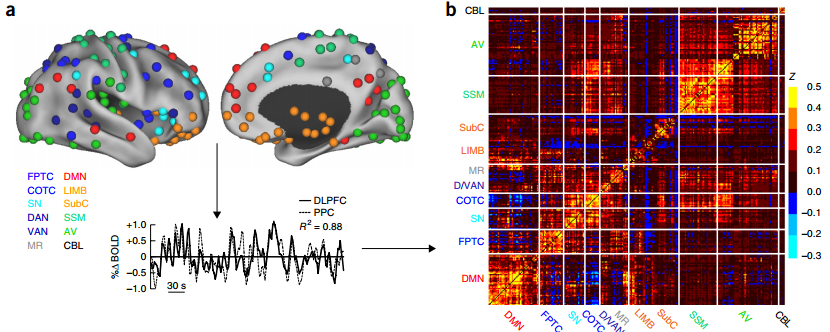 a
b
FPTC DMN
COTC LIMB
SN SubC
DAN SSM
VAN AV
MR CBL
DLPFC
PPC
R² = 0.88
+1.0
+0.5
0
−0.5
−1.0
%Δ BOLD
30 s
CBL
AV
SSM
SubC
LIMB
MR
D/VAN
COTC
SN
FPTC
DMN
DMN FPTC SN COTC D/VAN MR LIMB SubC SSM AV CBL
Z
0.5
0.4
0.3
0.2
0.1
0.0
−0.1
−0.2
−0.3